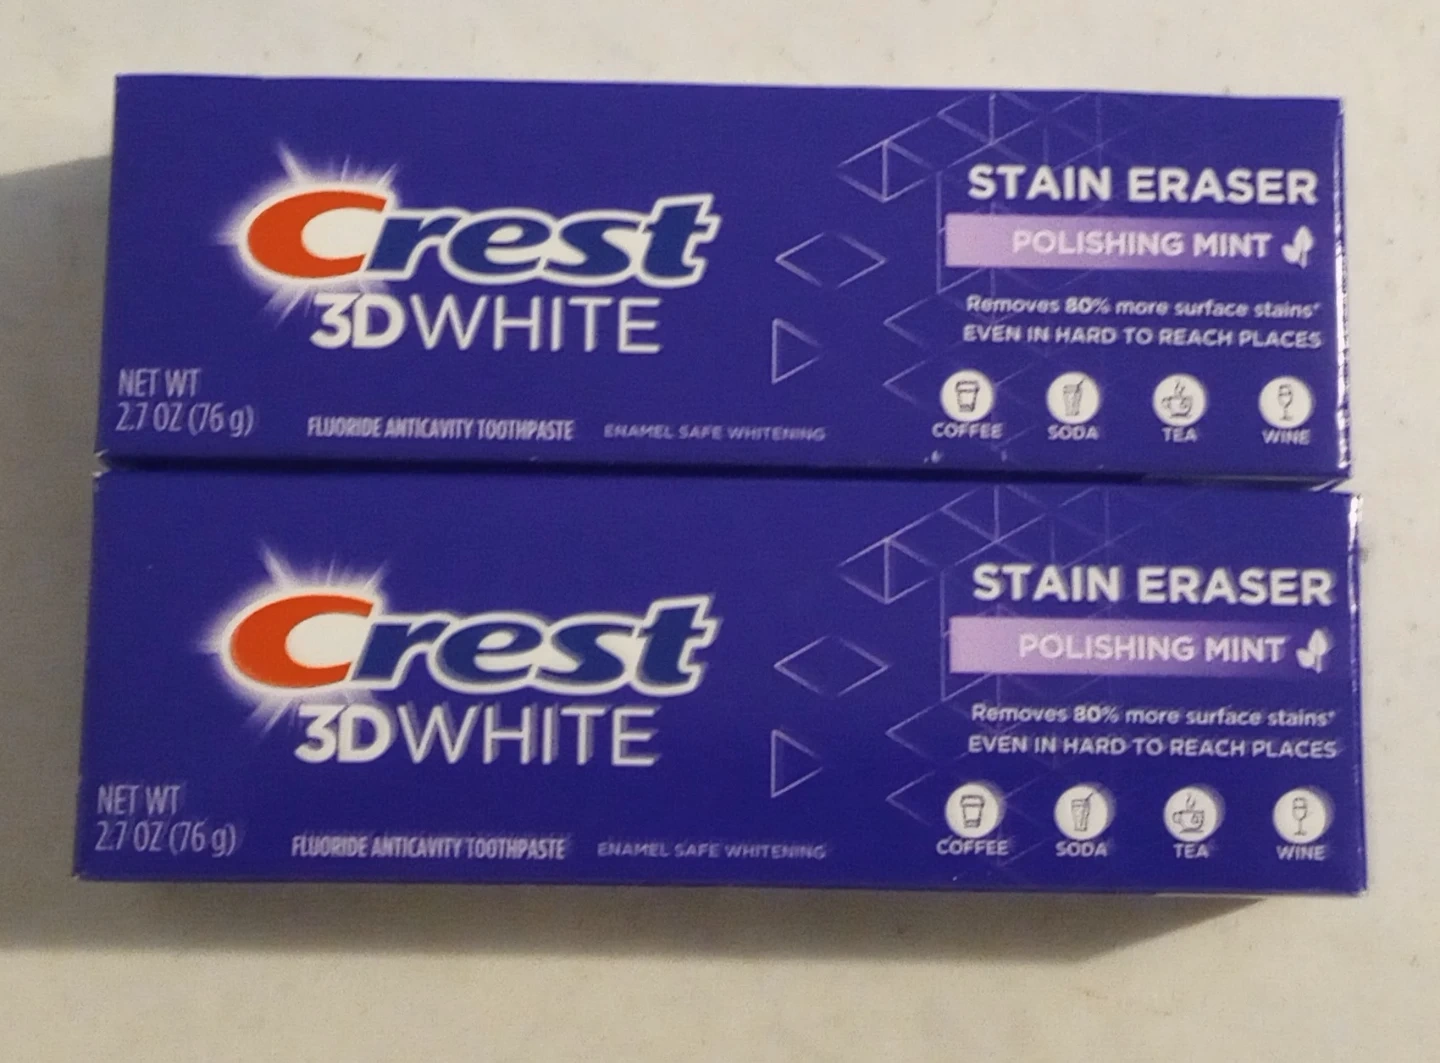 Crest
3DWHITE
STAIN ERASER
POLISHING MINT
Removes 80% more surface stains*
EVEN IN HARD TO REACH PLACES
COFFEE SODA TEA WINE
NET WT
2.7 OZ (76 g)
FLUORIDE ANTICAVITY TOOTHPASTE ENAMEL SAFE WHITENING
Crest
3DWHITE
STAIN ERASER
POLISHING MINT
Removes 80% more surface stains*
EVEN IN HARD TO REACH PLACES
COFFEE SODA TEA WINE
NET WT
2.7 OZ (76 g)
FLUORIDE ANTICAVITY TOOTHPASTE ENAMEL SAFE WHITENING